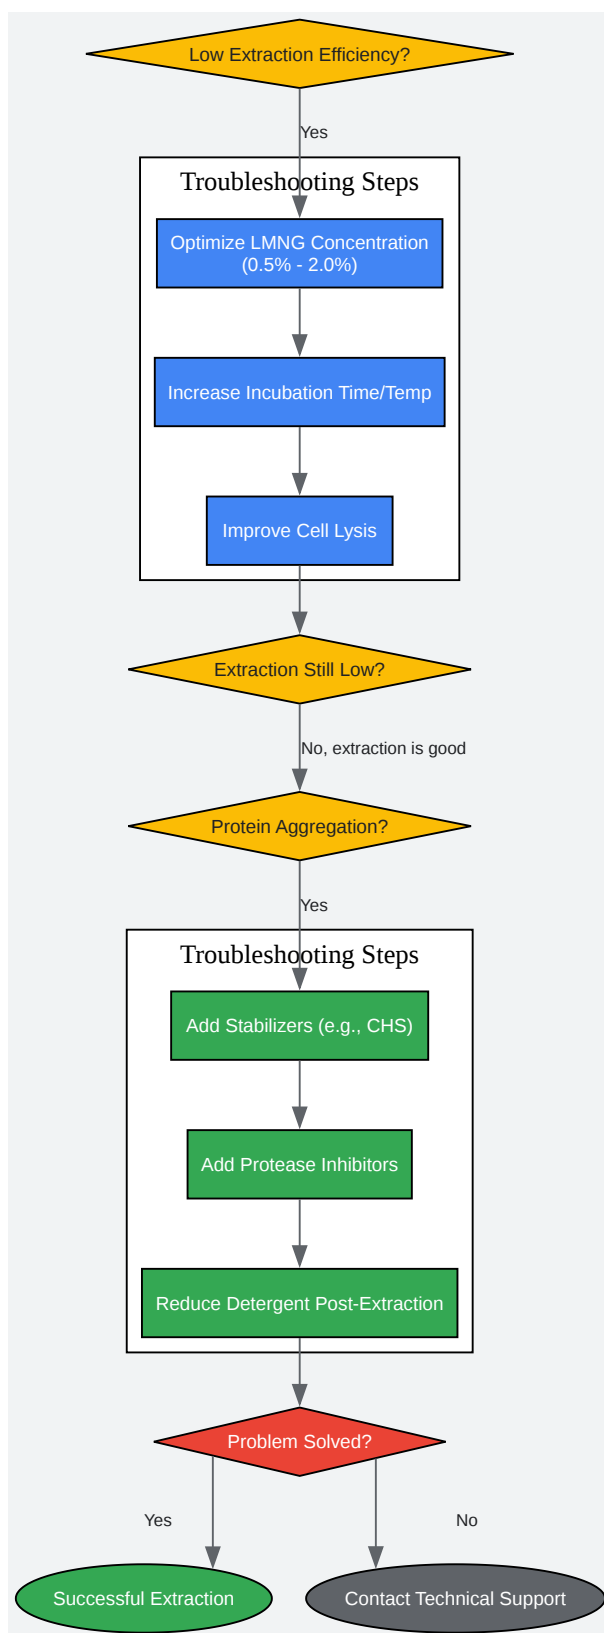 Low Extraction Efficiency?
Yes
Troubleshooting Steps
Optimize LMNG Concentration
(0.5% - 2.0%)
Increase Incubation Time/Temp
Improve Cell Lysis
Extraction Still Low?
No, extraction is good
Protein Aggregation?
Yes
Troubleshooting Steps
Add Stabilizers (e.g., CHS)
Add Protease Inhibitors
Reduce Detergent Post-Extraction
Problem Solved?
Yes
No
Successful Extraction
Contact Technical Support